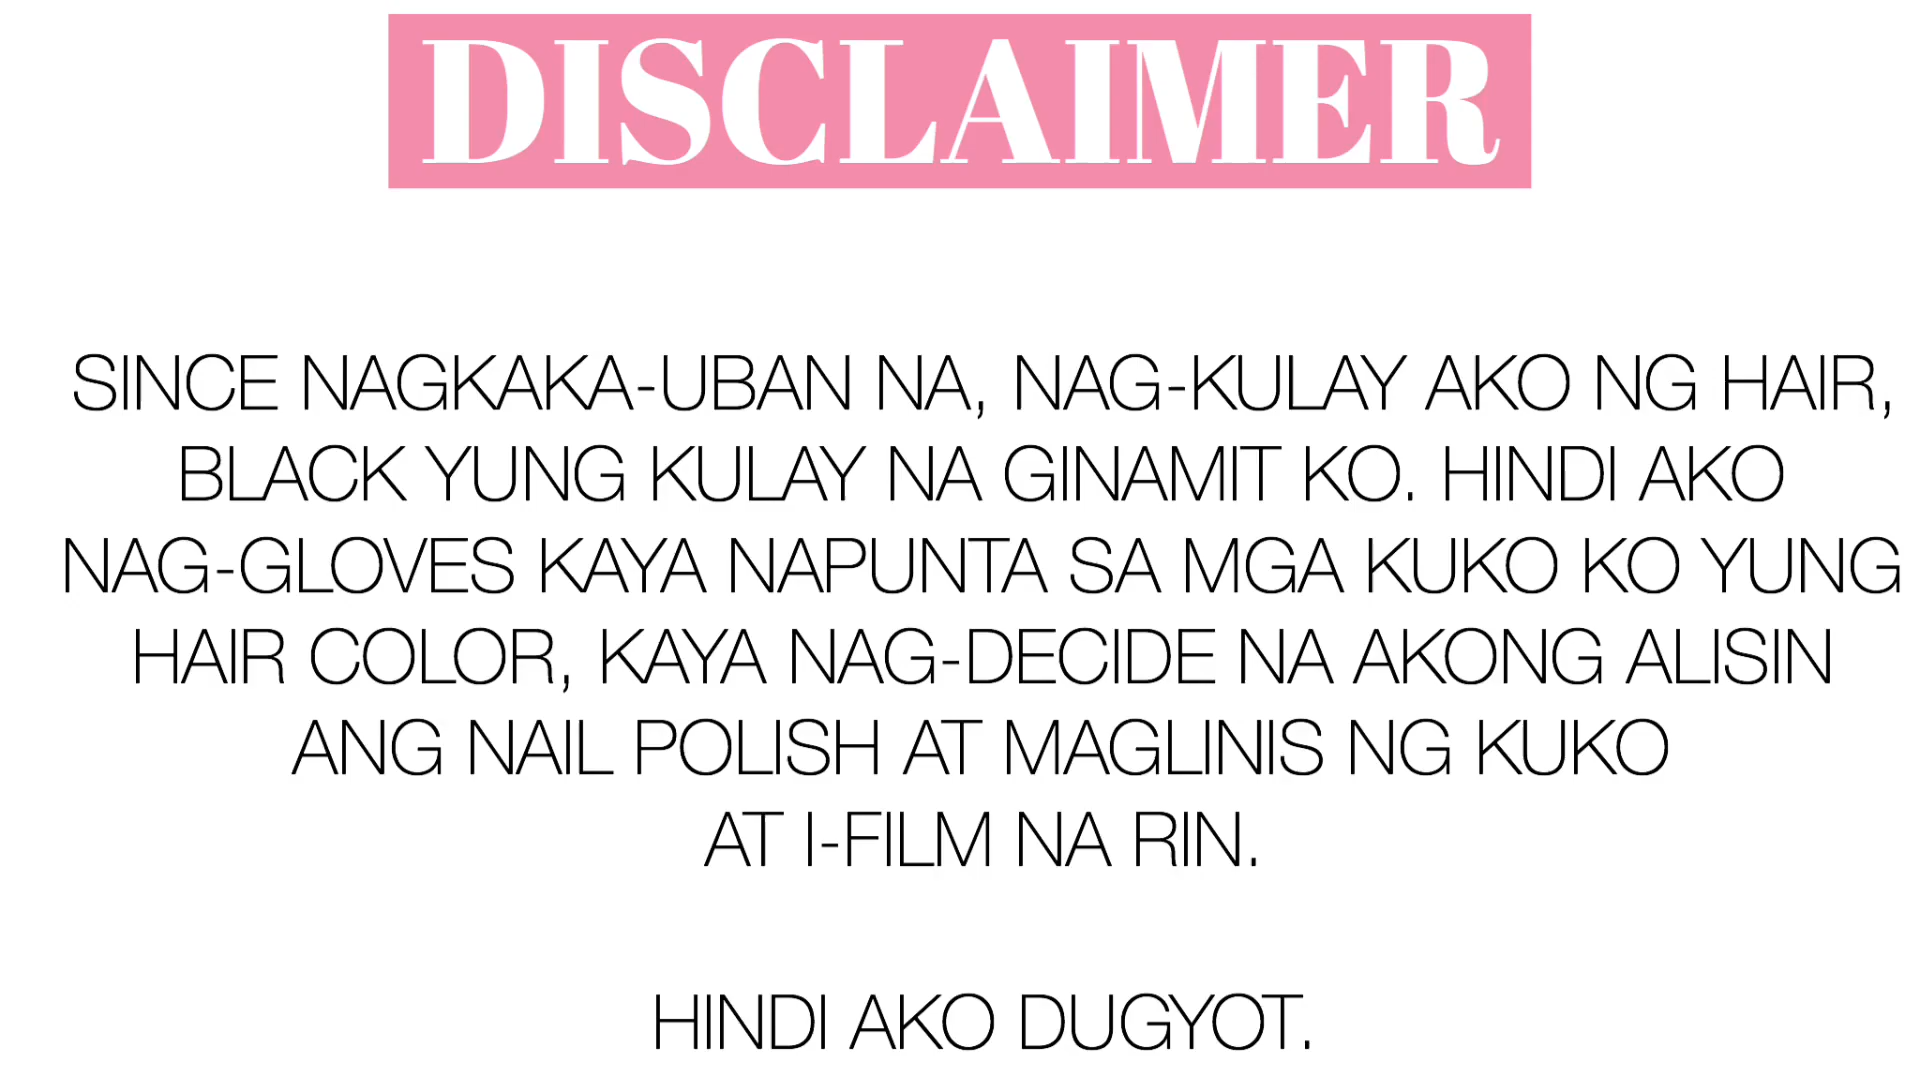 DISCLAIMER
SINCE NAGKAKA-UBAN NA, NAG-KULAY AKO NG HAIR,
BLACK YUNG KULAY NA GINAMIT KO. HINDI AKO
NAG-GLOVES KAYA NAPUNTA SA MGA KUKO KO YUNG
HAIR COLOR, KAYA NAG-DECIDE NA AKONG ALISIN
ANG NAIL POLISH AT MAGLINIS NG KUKO
AT I-FILM NA RIN.
HINDI AKO DUGYOT.